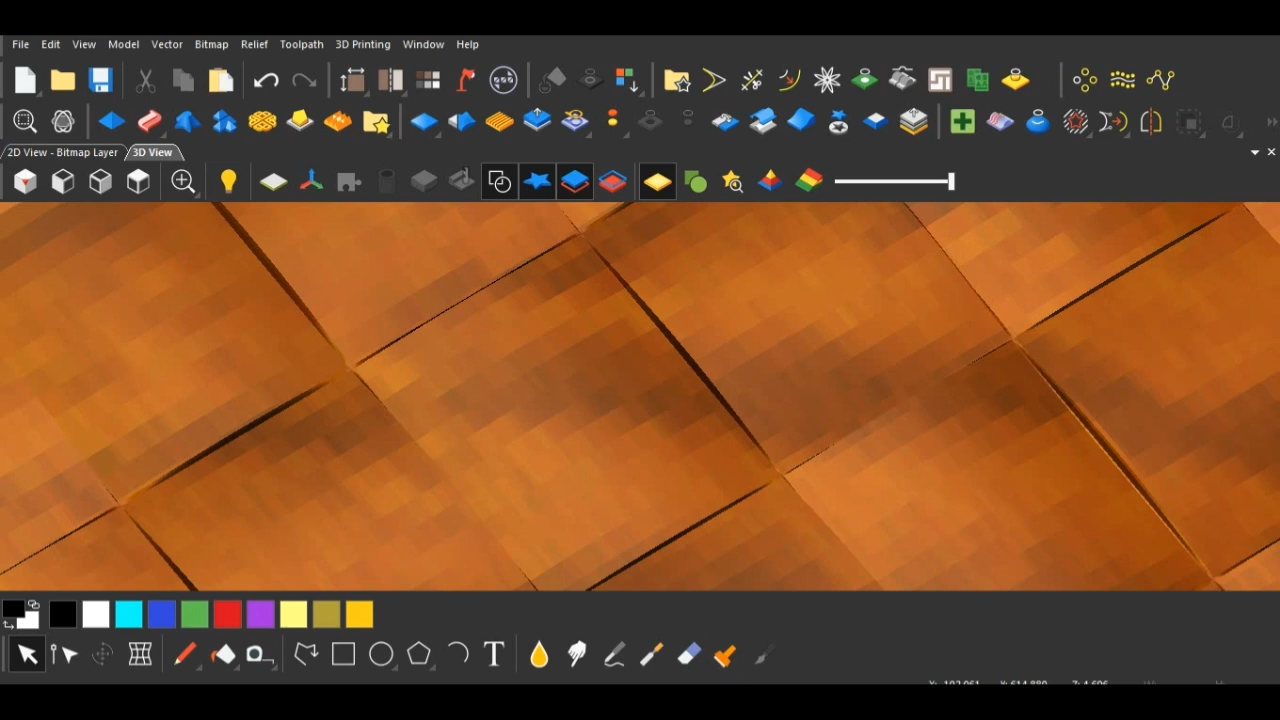 File Edit View Model Vector Bitmap Relief Toolpath 3D Printing Window Help
2D View - Bitmap Layer 3D View